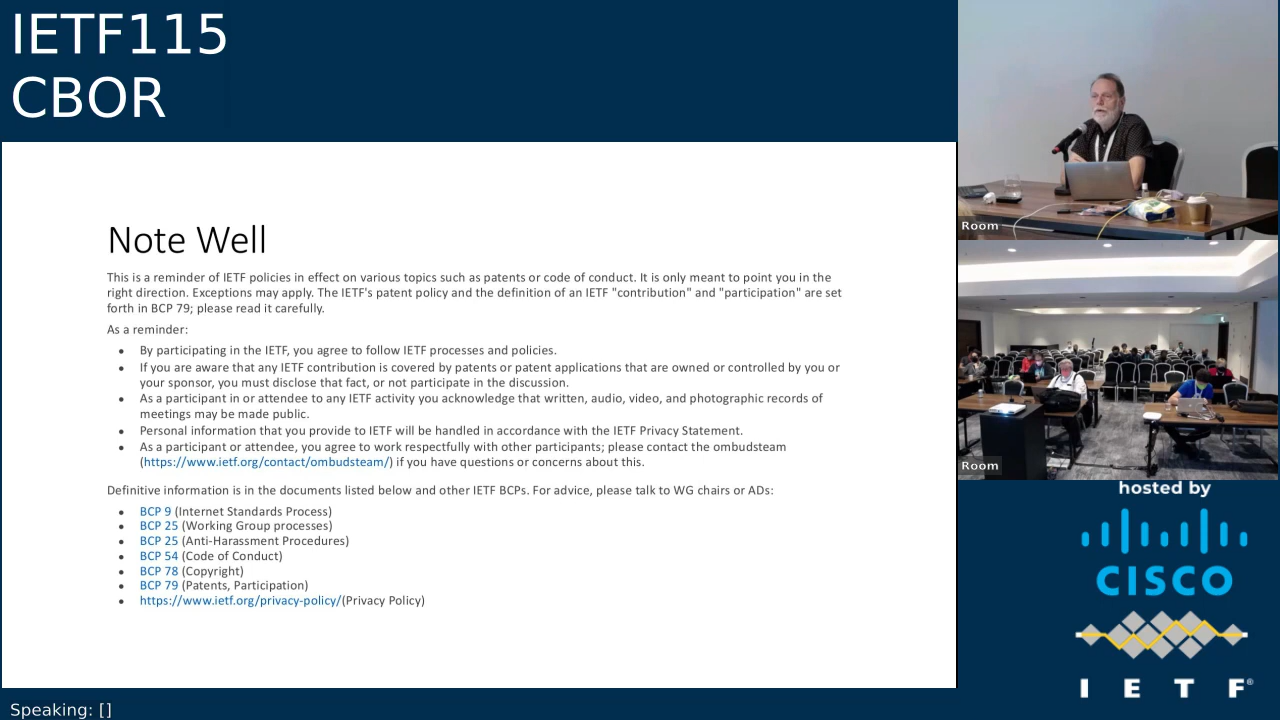 IETF115
CBOR
Note Well
This is a reminder of IETF policies in effect on various topics such as patents or code of conduct. It is only meant to point you in the
right direction. Exceptions may apply. The IETF's patent policy and the definition of an IETF "contribution" and "participation" are set
forth in BCP 79; please read it carefully.
As a reminder:
• By participating in the IETF, you agree to follow IETF processes and policies.
• If you are aware that any IETF contribution is covered by patents or patent applications that are owned or controlled by you or
your sponsor, you must disclose that fact, or not participate in the discussion.
• As a participant in or attendee to any IETF activity you acknowledge that written, audio, video, and photographic records of
meetings may be made public.
• Personal information that you provide to IETF will be handled in accordance with the IETF Privacy Statement.
• As a participant or attendee, you agree to work respectfully with other participants; please contact the ombudsteam
(https://www.ietf.org/contact/ombudsteam/) if you have questions or concerns about this.
Definitive information is in the documents listed below and other IETF BCPs. For advice, please talk to WG chairs or ADs:
• BCP 9 (Internet Standards Process)
• BCP 25 (Working Group processes)
• BCP 25 (Anti-Harassment Procedures)
• BCP 54 (Code of Conduct)
• BCP 78 (Copyright)
• BCP 79 (Patents, Participation)
• https://www.ietf.org/privacy-policy/(Privacy Policy)
Speaking: []
Room
Room
hosted by
CISCO
I E T F®